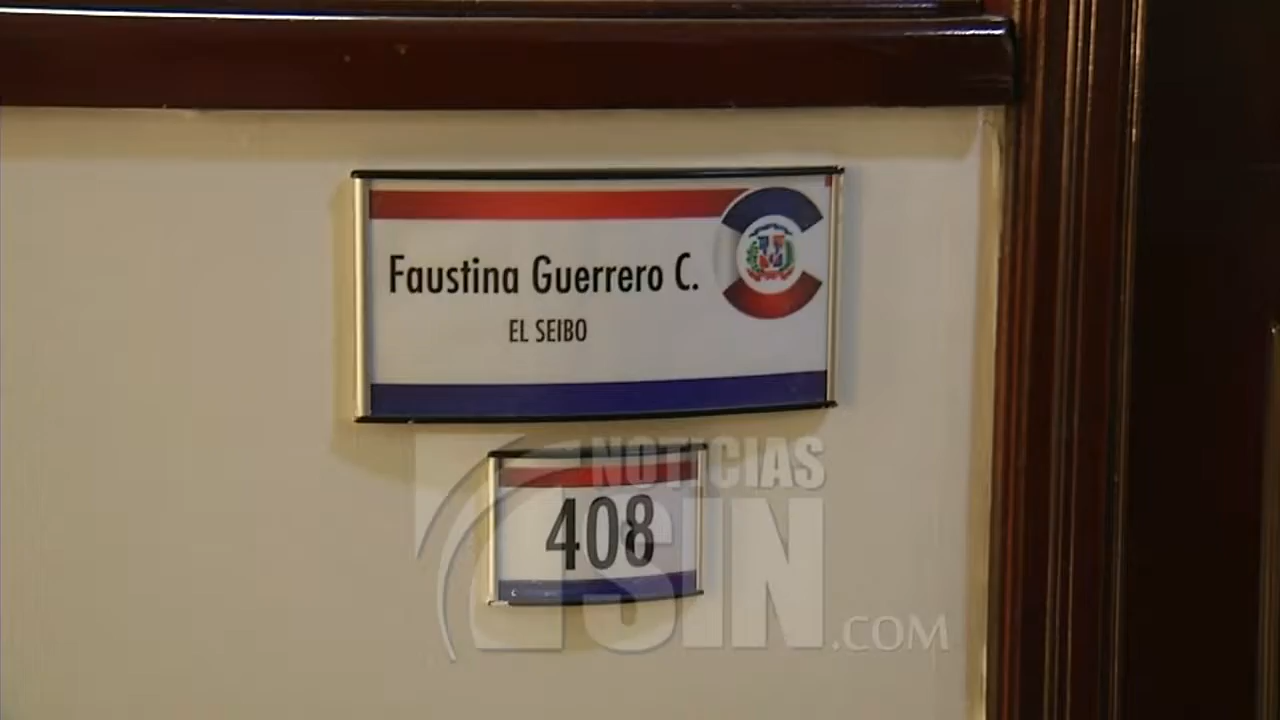 Faustina Guerrero C.
EL SEIBO
408
NOTICIAS
SIN
.COM